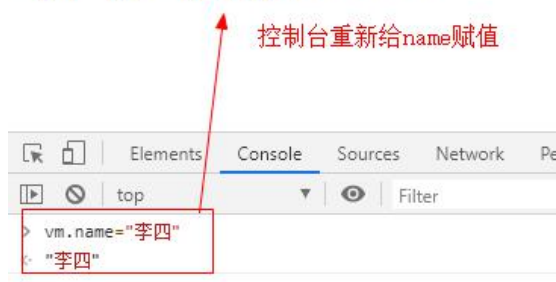 控制台重新给name赋值
Elements Console Sources Network Pe
top Filter
> vm.name="李四"
"李四"